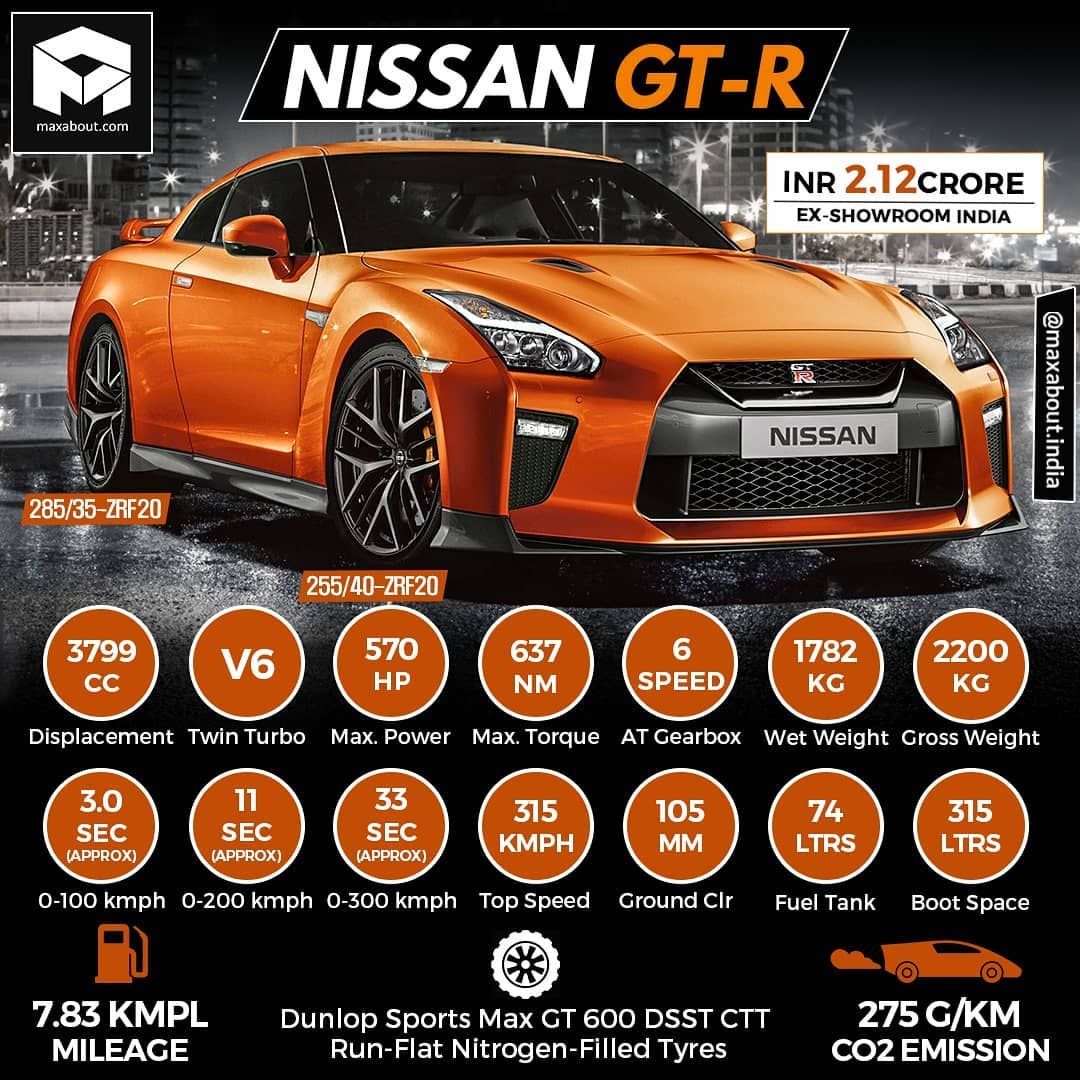 maxabout.com
NISSAN GT-R
INR 2.12CRORE
EX-SHOWROOM INDIA
@maxabout.india
GT
R
NISSAN
285/35-ZRF20
255/40-ZRF20
3799
CC
Displacement
V6
Twin Turbo
570
HP
Max. Power
637
NM
Max. Torque
6
SPEED
AT Gearbox
1782
KG
Wet Weight
2200
KG
Gross Weight
3.0
SEC
(APPROX)
0-100 kmph
11
SEC
(APPROX)
0-200 kmph
33
SEC
(APPROX)
0-300 kmph
315
KMPH
Top Speed
105
MM
Ground Clr
74
LTRS
Fuel Tank
315
LTRS
Boot Space
7.83 KMPL
MILEAGE
Dunlop Sports Max GT 600 DSST CTT
Run-Flat Nitrogen-Filled Tyres
275 G/KM
CO2 EMISSION